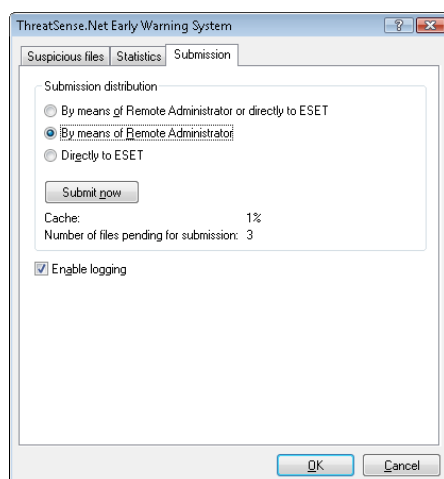 ThreatSense.Net Early Warning System
Suspicious files Statistics Submission
Submission distribution
By means of Remote Administrator or directly to ESET
By means of Remote Administrator
Directly to ESET
Submit now
Cache: 1%
Number of files pending for submission: 3
Enable logging
OK Cancel